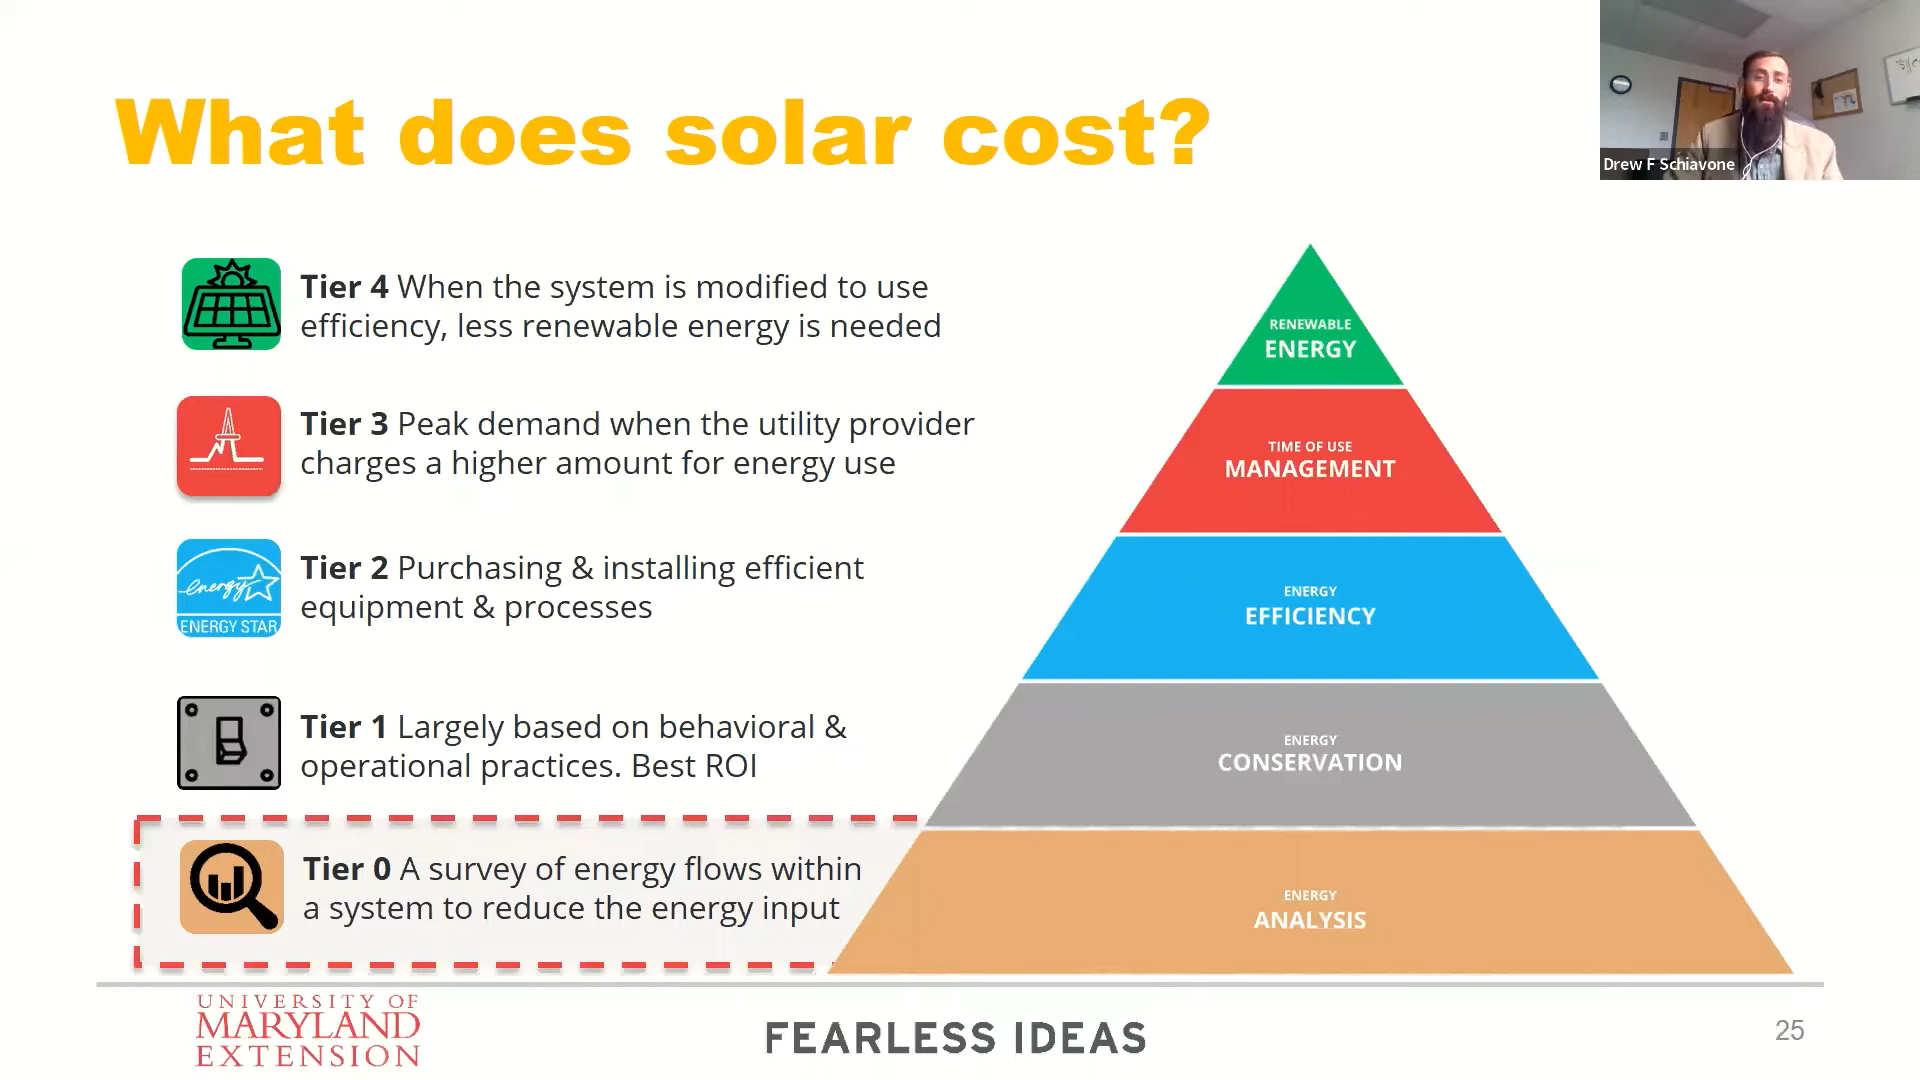 What does solar cost?
Drew F Schiavone
Tier 4 When the system is modified to use
efficiency, less renewable energy is needed
Tier 3 Peak demand when the utility provider
charges a higher amount for energy use
energy
ENERGY STAR
Tier 2 Purchasing & installing efficient
equipment & processes
Tier 1 Largely based on behavioral &
operational practices. Best ROI
Tier 0 A survey of energy flows within
a system to reduce the energy input
RENEWABLE
ENERGY
TIME OF USE
MANAGEMENT
ENERGY
EFFICIENCY
ENERGY
CONSERVATION
ENERGY
ANALYSIS
UNIVERSITY OF
MARYLAND
EXTENSION
FEARLESS IDEAS
25